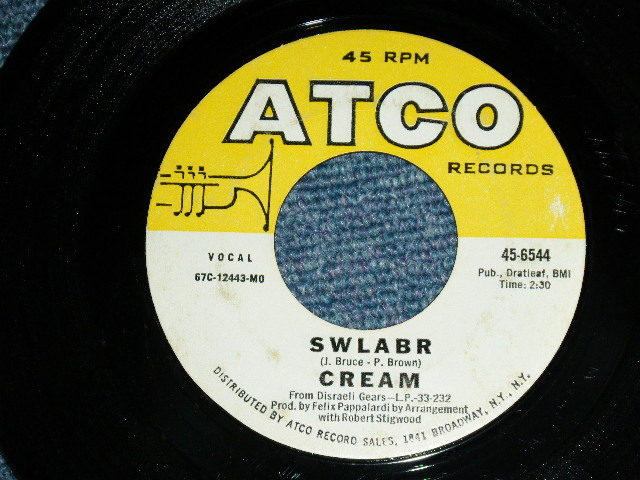 45 RPM
ATCO
RECORDS
VOCAL
67C-12443-MO
45-6544
Pub., Dratleaf, BMI
Time: 2:30
SWLABR
(J. Bruce - P. Brown)
CREAM
From Disraeli Gears—L.P.-33-232
Prod. by Felix Pappalardi by Arrangement
with Robert Stigwood
DISTRIBUTED BY ATCO RECORD SALES, 1841 BROADWAY, N.Y., N.Y.